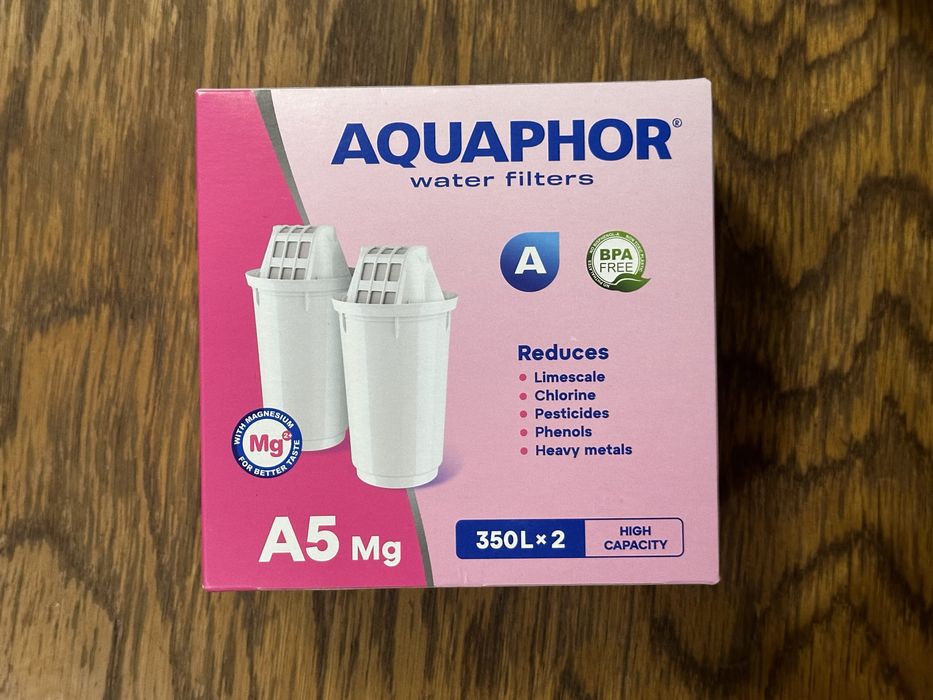 AQUAPHOR®
water filters
A
BPA
FREE
Reduces
• Limescale
• Chlorine
• Pesticides
• Phenols
• Heavy metals
WITH MAGNESIUM
Mg2+
FOR BETTER TASTE
A5 Mg
350L×2
HIGH
CAPACITY